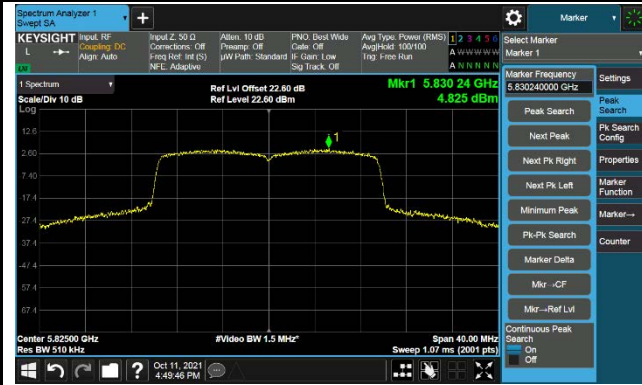 Spectrum Analyzer 1
Swept SA
KEYSIGHT
L
Input: RF
Coupling: DC
Align: Auto
Input Z: 50 Ω
Corrections: Off
Freq Ref: Int (S)
NFE: Adaptive
Atten: 10 dB
Preamp: Off
µW Path: Standard
PNO: Best Wide
Gate: Off
IF Gain: Low
Sig Track: Off
Avg Type: Power (RMS)
Avg|Hold: 100/100
Trig: Free Run
1 2 3 4 5 6
A W W W W W
A N N N N N
LXI
1 Spectrum
Scale/Div 10 dB
Log
Ref Lvl Offset 22.60 dB
Ref Level 22.60 dBm
Mkr1 5.830 24 GHz
4.825 dBm
1
12.6
2.60
-7.40
-17.4
-27.4
-37.4
-47.4
-57.4
-67.4
Center 5.82500 GHz
Res BW 510 kHz
#Video BW 1.5 MHz*
Span 40.00 MHz
Sweep 1.07 ms (2001 pts)
Oct 11, 2021
4:49:46 PM
?
Marker
Select Marker
Marker 1
Marker Frequency
5.830240000 GHz
Peak Search
Next Peak
Next Pk Right
Next Pk Left
Minimum Peak
Pk-Pk Search
Marker Delta
Mkr→CF
Mkr→Ref Lvl
Continuous Peak
Search
On
Off
Settings
Peak
Search
Pk Search
Config
Properties
Marker
Function
Marker→
Counter